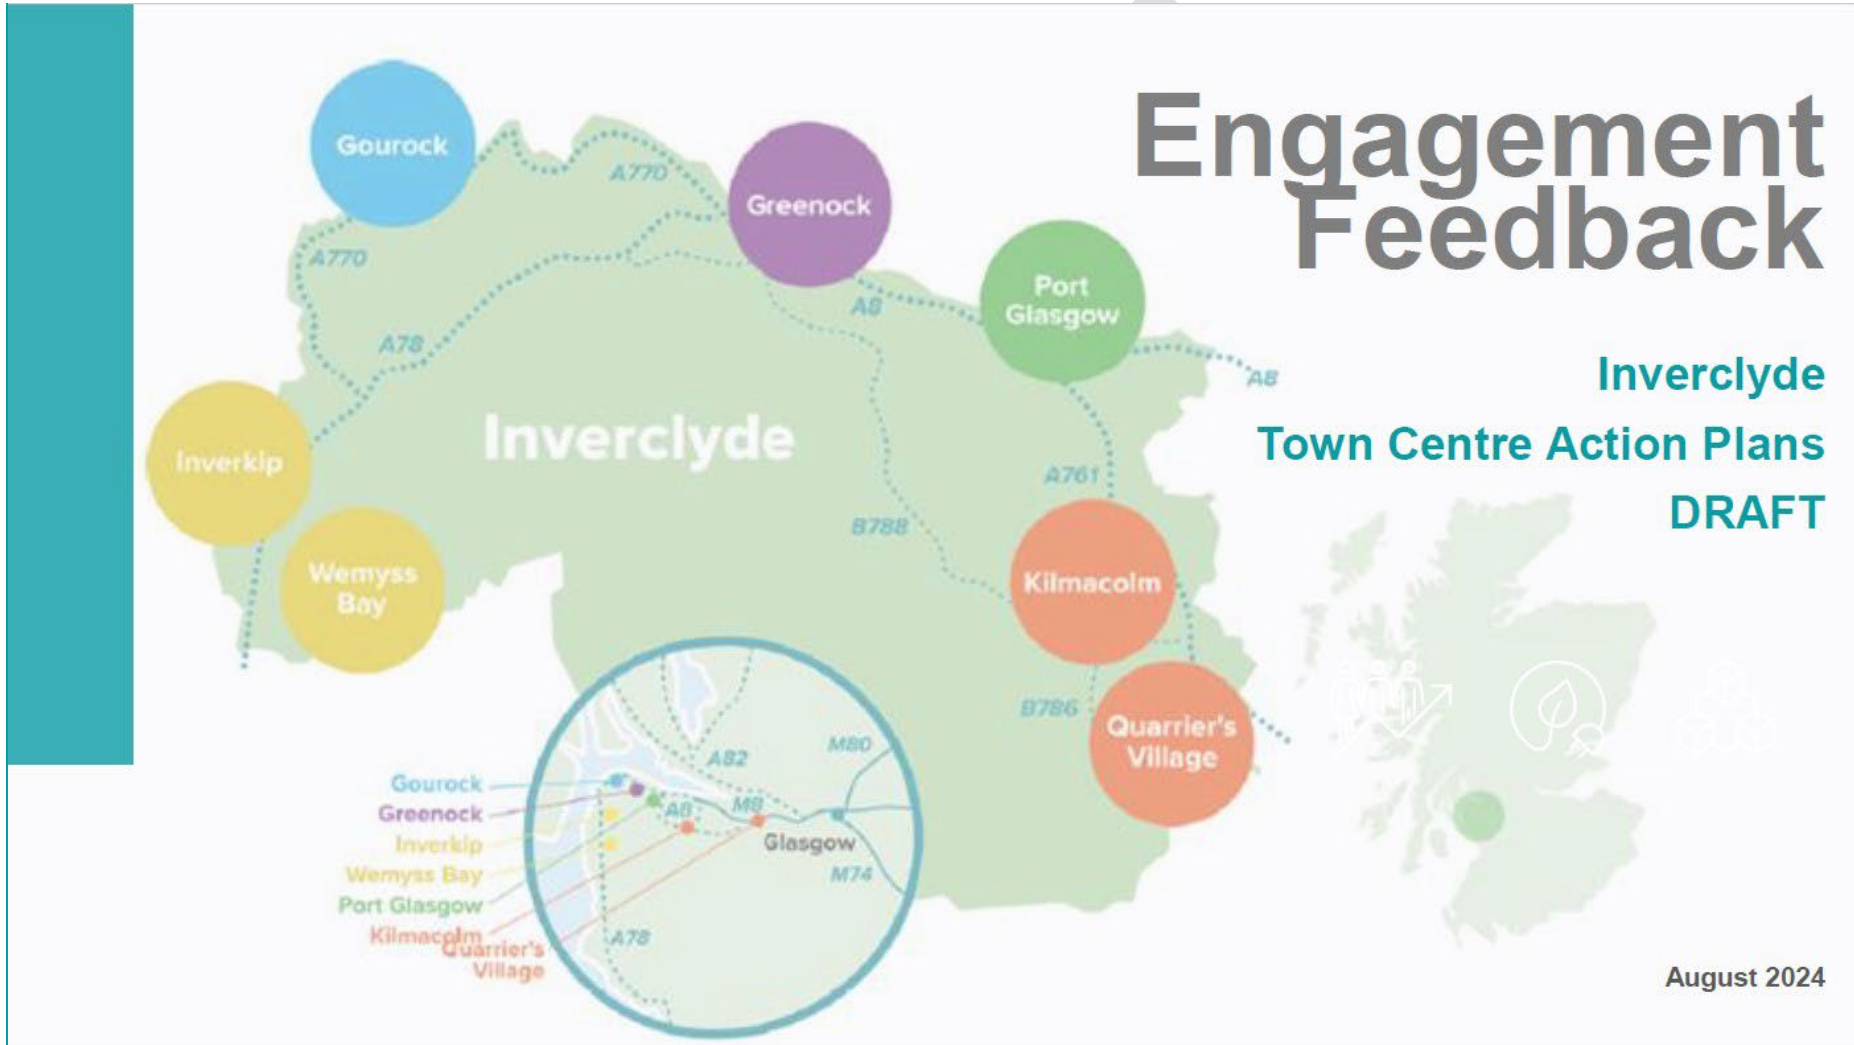 Engagement
Feedback
Inverclyde
Town Centre Action Plans
DRAFT
Gourock
A770
Greenock
A770
A8
Port
Glasgow
A78
A8
Inverkip
Inverclyde
A761
B788
Wemyss
Bay
Kilmacolm
B786
Quarrier's
Village
A82
M80
Gourock
Greenock
A8
M8
Inverkip
Glasgow
Wemyss Bay
M74
Port Glasgow
Kilmacolm
Quarrier's
Village
A78
August 2024